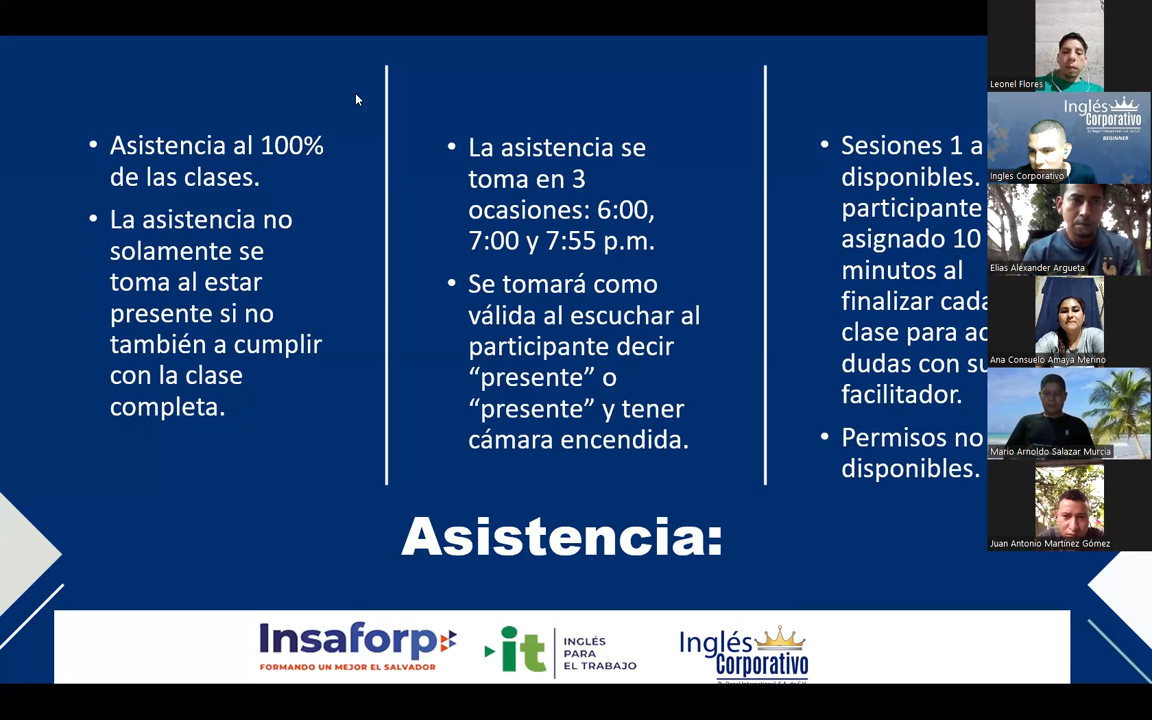 • Asistencia al 100%
de las clases.
• La asistencia no
solamente se
toma al estar
presente si no
también a cumplir
con la clase
completa.
• La asistencia se
toma en 3
ocasiones: 6:00,
7:00 y 7:55 p.m.
• Se tomará como
válida al escuchar al
participante decir
“presente” o
“presente” y tener
cámara encendida.
• Sesiones 1 a
disponibles.
participante
asignado 10
minutos al
finalizar cada
clase para
dudas con su
facilitador.
• Permisos no
disponibles.
Asistencia:
Insaforp
FORMANDO UN MEJOR EL SALVADOR
it
INGLÉS
PARA
EL TRABAJO
Inglés
Corporativo
Leonel Flores
Inglés
Corporativo
BEGINNER
Ingles Corporativo
Elias Alexander Argueta
Ana Consuelo Amaya Merino
Mario Arnoldo Salazar Murcia
Juan Antonio Martínez Gómez